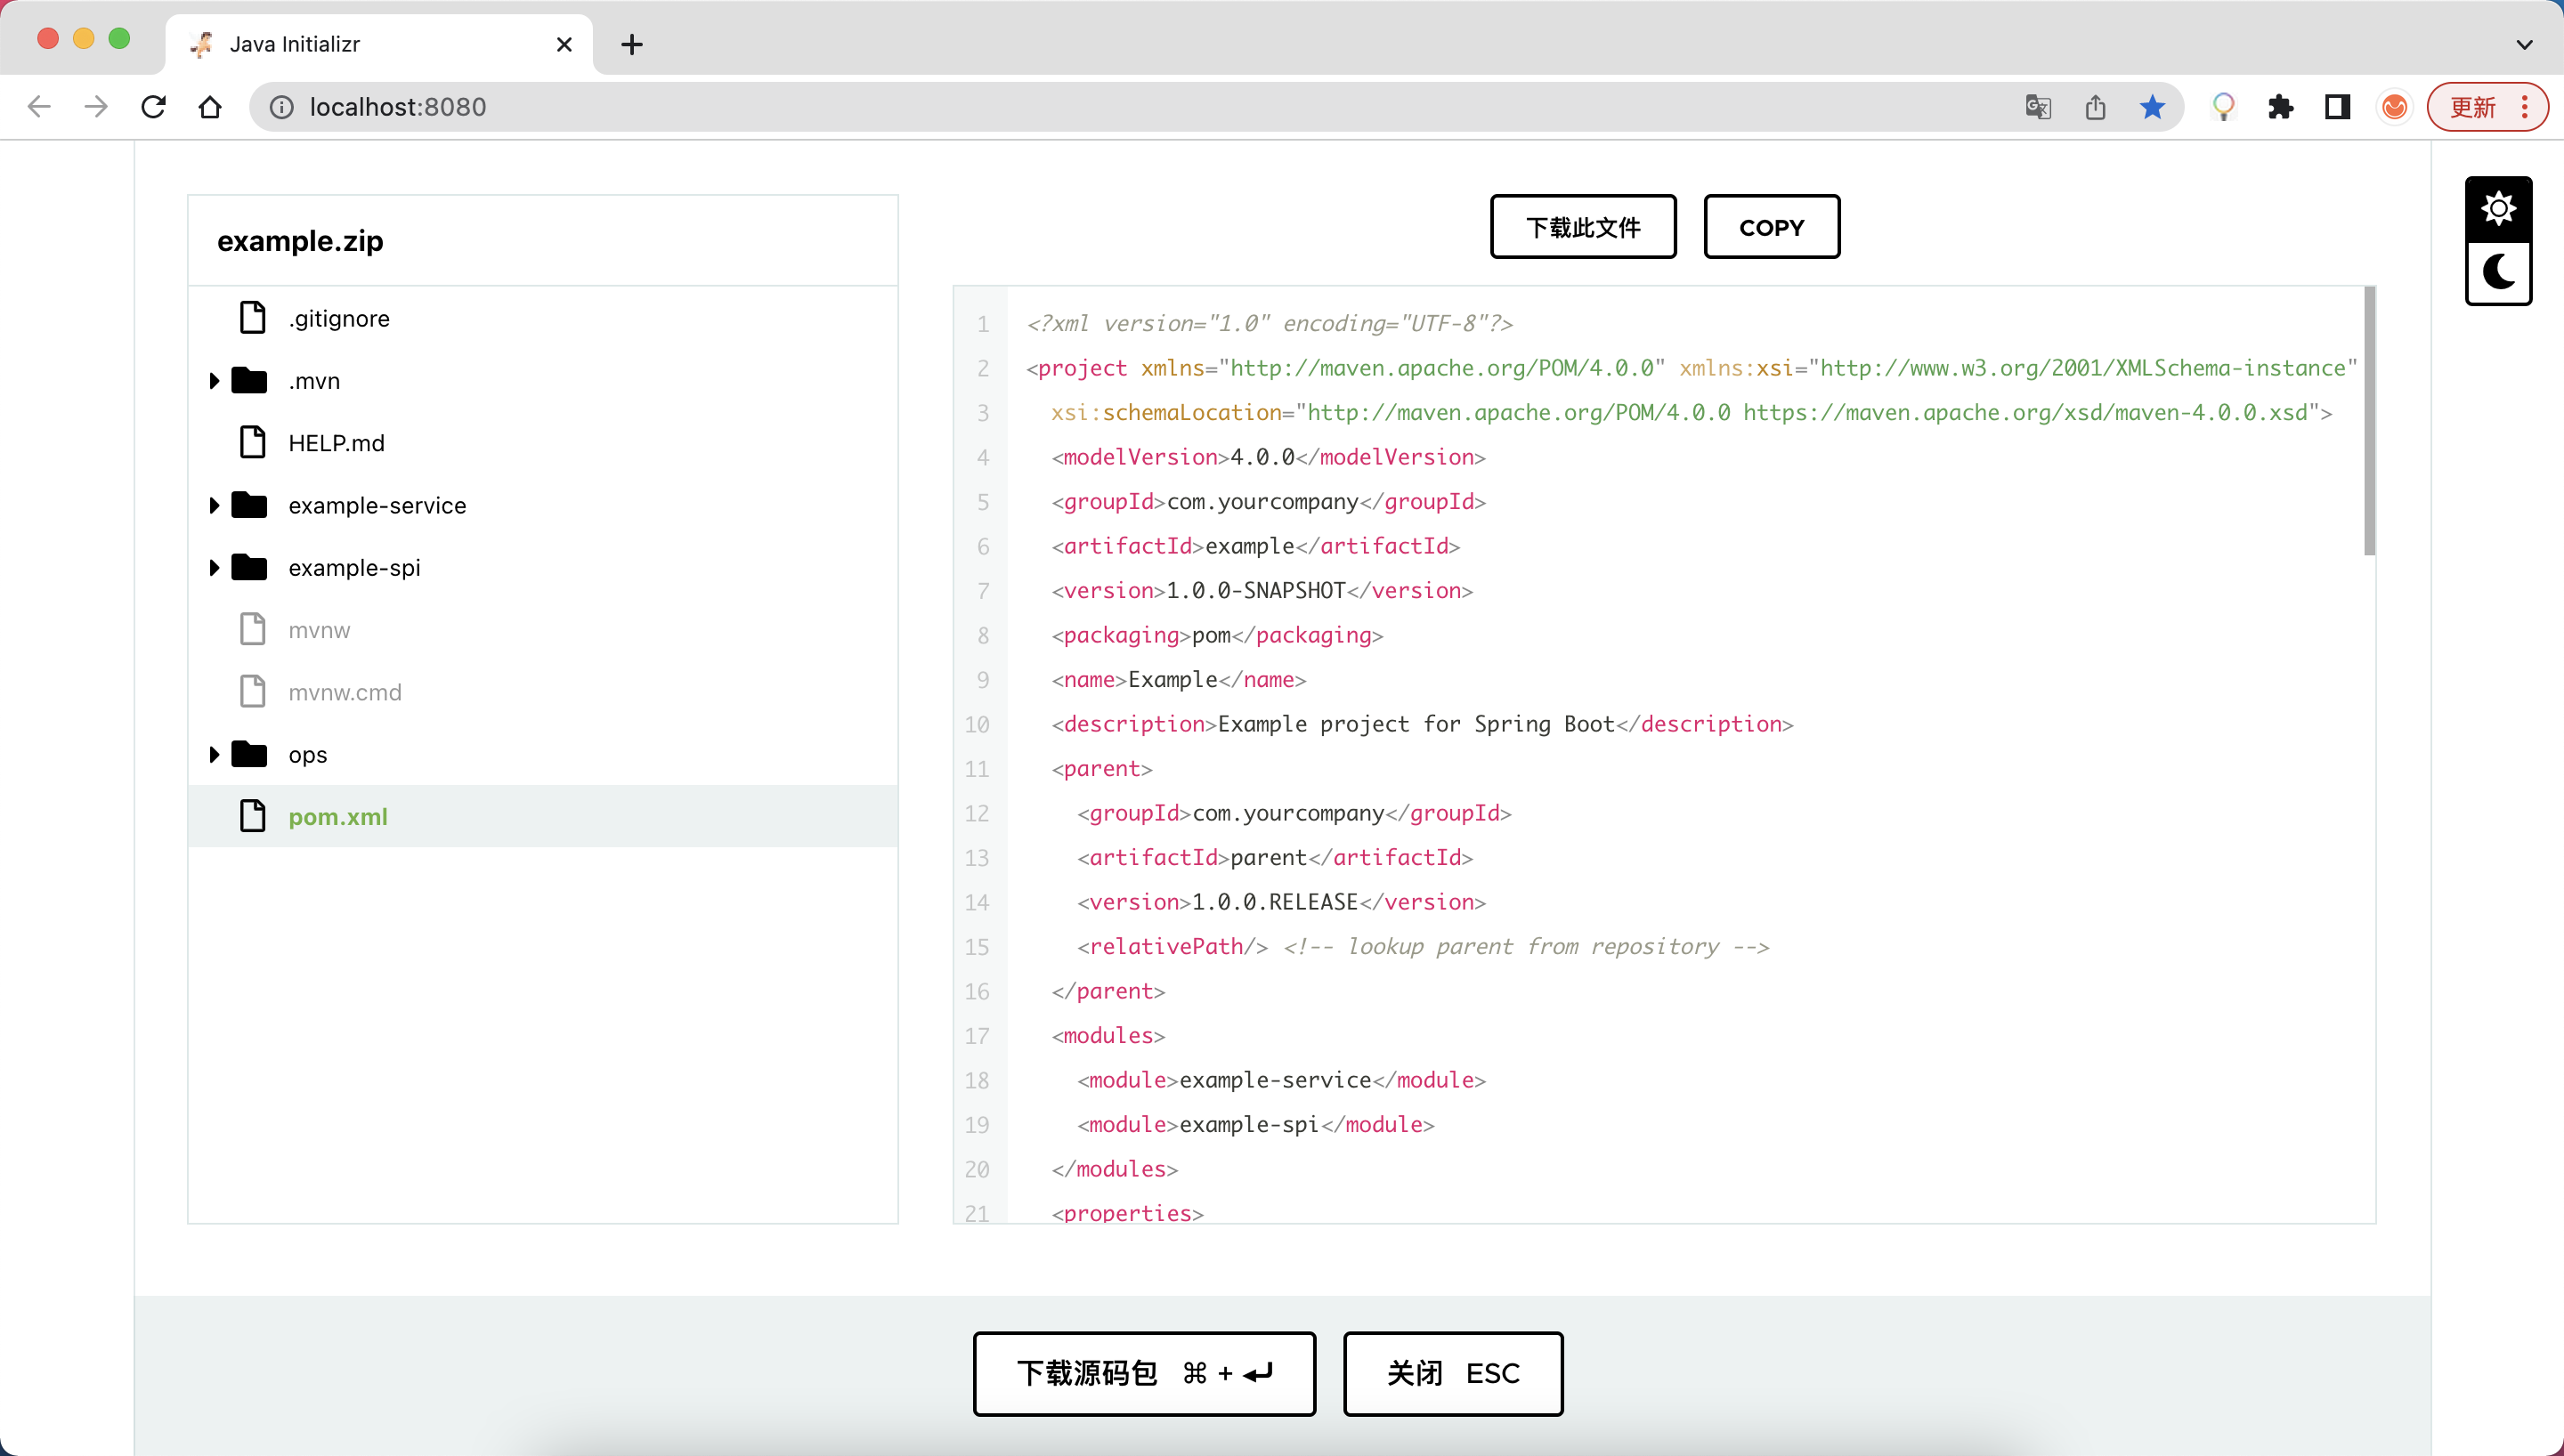 Java Initializr
localhost:8080
更新
example.zip
.gitignore
.mvn
HELP.md
example-service
example-spi
mvnw
mvnw.cmd
ops
pom.xml
下载此文件
COPY
1 <?xml version="1.0" encoding="UTF-8"?>
2 <project xmlns="http://maven.apache.org/POM/4.0.0" xmlns:xsi="http://www.w3.org/2001/XMLSchema-instance"
3 xsi:schemaLocation="http://maven.apache.org/POM/4.0.0 https://maven.apache.org/xsd/maven-4.0.0.xsd">
4 <modelVersion>4.0.0</modelVersion>
5 <groupId>com.yourcompany</groupId>
6 <artifactId>example</artifactId>
7 <version>1.0.0-SNAPSHOT</version>
8 <packaging>pom</packaging>
9 <name>Example</name>
10 <description>Example project for Spring Boot</description>
11 <parent>
12 <groupId>com.yourcompany</groupId>
13 <artifactId>parent</artifactId>
14 <version>1.0.0.RELEASE</version>
15 <relativePath/> <!-- lookup parent from repository -->
16 </parent>
17 <modules>
18 <module>example-service</module>
19 <module>example-spi</module>
20 </modules>
21 <properties>
下载源码包 ⌘ + ↵
关闭 ESC